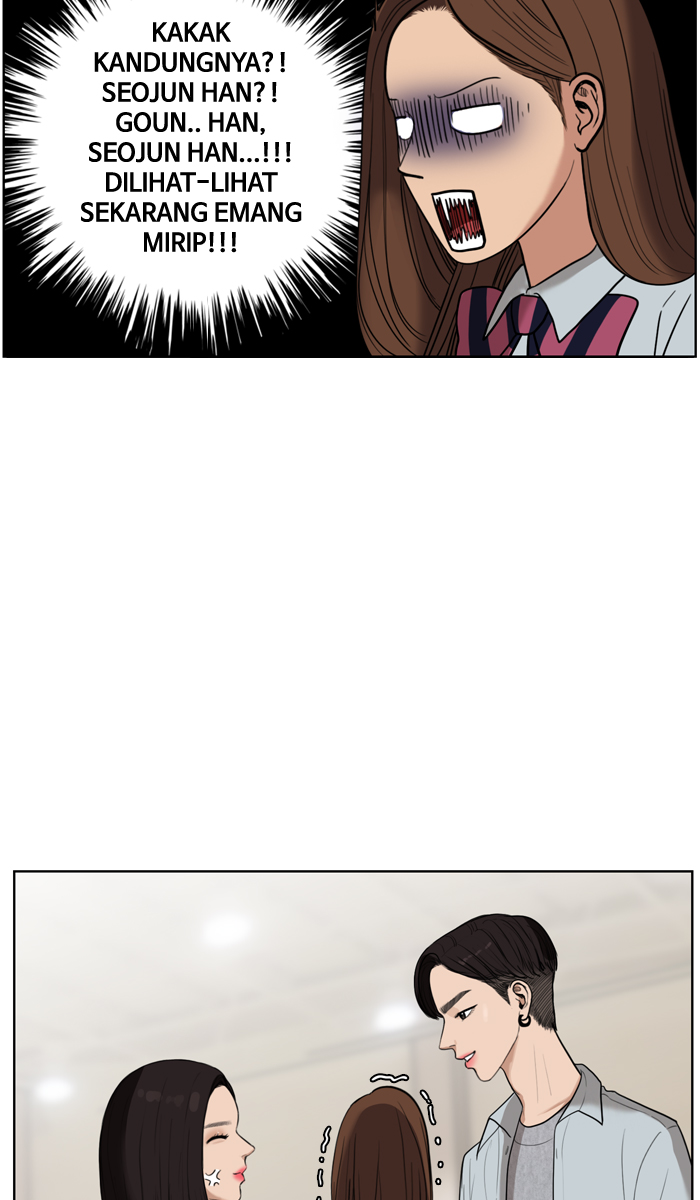 KAKAK
KANDUNGNYA?!
SEOJUN HAN?!
GOUN.. HAN,
SEOJUN HAN...!!!
DILIHAT-LIHAT
SEKARANG EMANG
MIRIP!!!